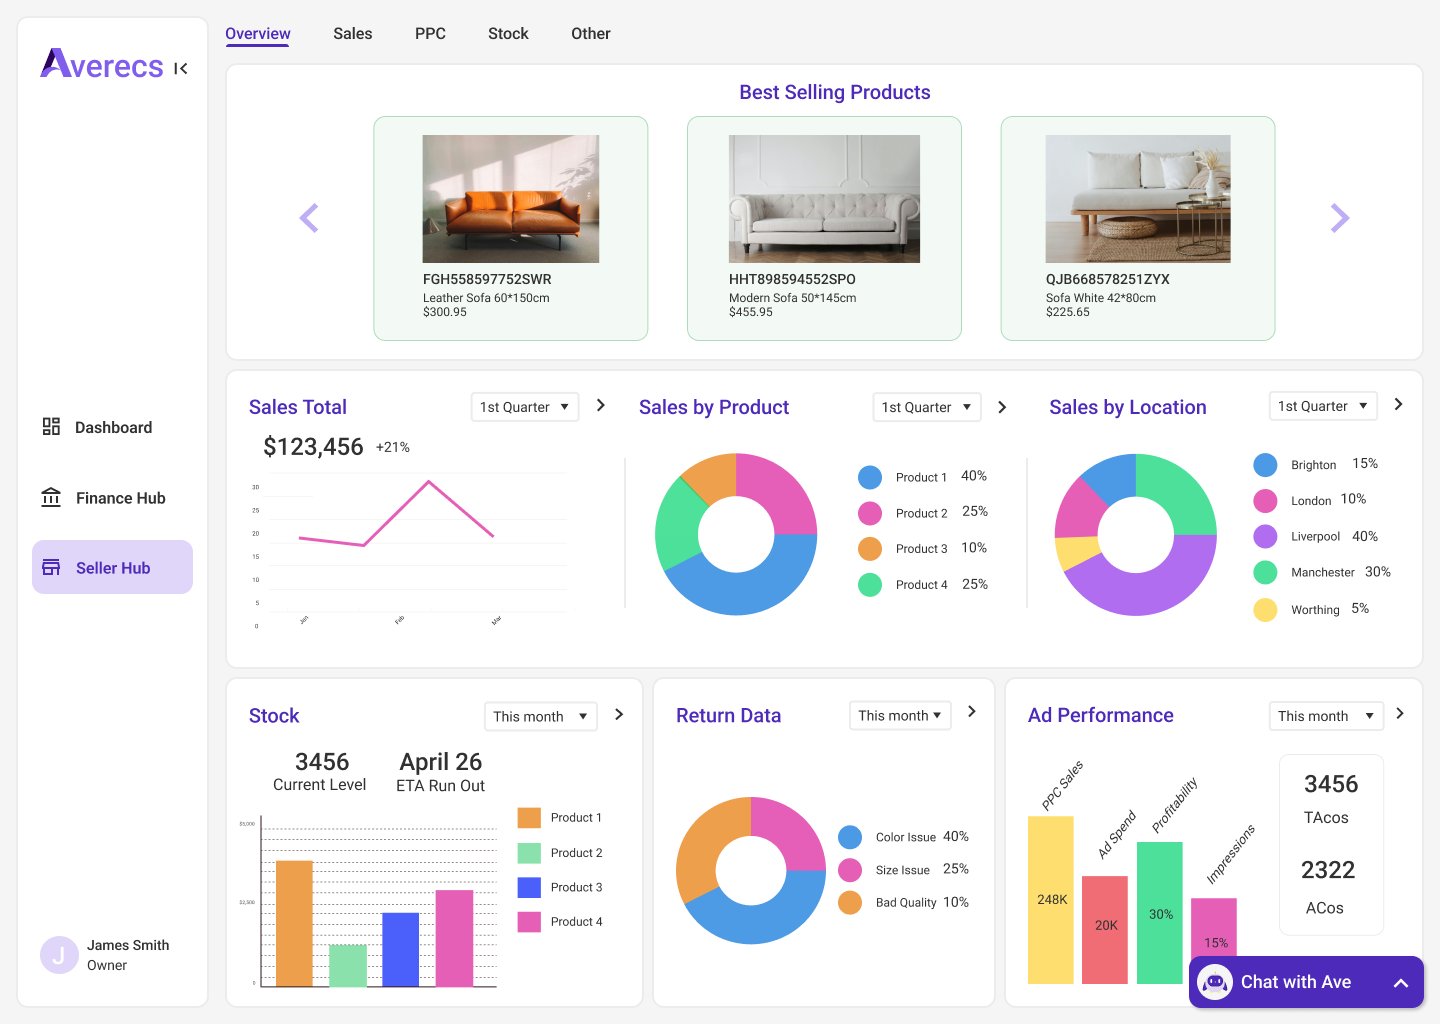 Averecs
Overview
Sales
PPC
Stock
Other
Best Selling Products
FGH558597752SWR
Leather Sofa 60*150cm
$300.95
HHT898594552SPO
Modern Sofa 50*145cm
$455.95
QJB668578251ZYX
Sofa White 42*80cm
$225.65
Dashboard
Finance Hub
Seller Hub
J
James Smith
Owner
Sales Total
1st Quarter
$123,456 +21%
30
25
20
15
10
5
0
Jan
Feb
Mar
Sales by Product
1st Quarter
Product 1 40%
Product 2 25%
Product 3 10%
Product 4 25%
Sales by Location
1st Quarter
Brighton 15%
London 10%
Liverpool 40%
Manchester 30%
Worthing 5%
Stock
This month
3456
Current Level
April 26
ETA Run Out
$5,000
$2,500
0
Product 1
Product 2
Product 3
Product 4
Return Data
This month
Color Issue 40%
Size Issue 25%
Bad Quality 10%
Ad Performance
This month
PPC Sales
Ad Spend
Profitability
Impressions
248K
20K
30%
15%
3456
TAcos
2322
ACos
Chat with Ave